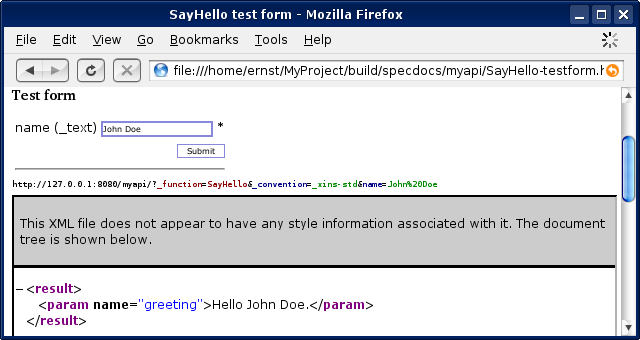 SayHello test form - Mozilla Firefox
File Edit View Go Bookmarks Tools Help
file:///home/ernst/MyProject/build/specdocs/myapi/SayHello-testform.h
Test form
name (_text) John Doe *
Submit
http://127.0.0.1:8080/myapi/?_function=SayHello&_convention=_xins-std&name=John%20Doe
This XML file does not appear to have any style information associated with it. The document
tree is shown below.
− <result>
<param name="greeting">Hello John Doe.</param>
</result>